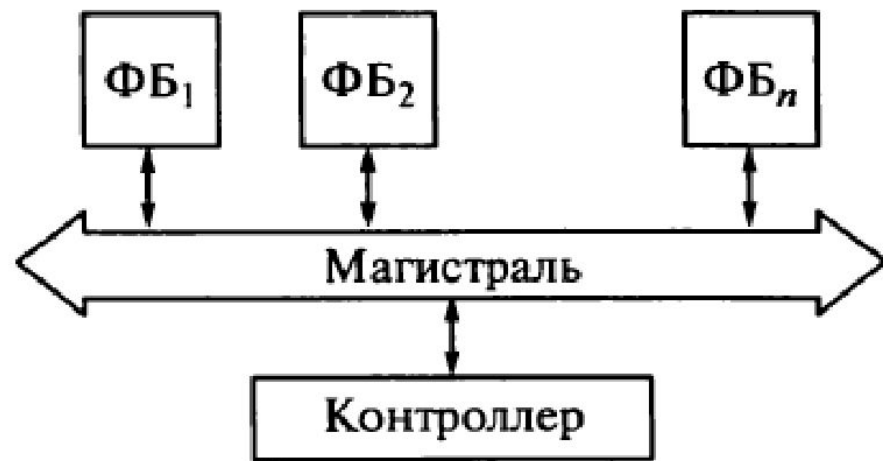 ФБ₁ ФБ₂ ФБₙ
Магистраль
Контроллер